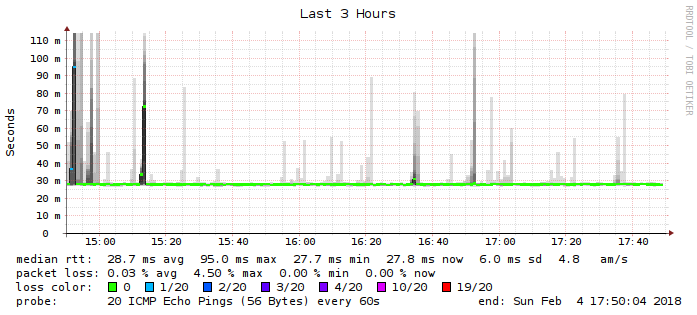 Last 3 Hours
RRDTOOL / TOBI OETIKER
Seconds
110 m
100 m
90 m
80 m
70 m
60 m
50 m
40 m
30 m
20 m
10 m
0
15:00 15:20 15:40 16:00 16:20 16:40 17:00 17:20 17:40
median rtt: 28.7 ms avg 95.0 ms max 27.7 ms min 27.8 ms now 6.0 ms sd 4.8 am/s
packet loss: 0.03 % avg 4.50 % max 0.00 % min 0.00 % now
loss color: 0 1/20 2/20 3/20 4/20 10/20 19/20
probe: 20 ICMP Echo Pings (56 Bytes) every 60s end: Sun Feb 4 17:50:04 2018